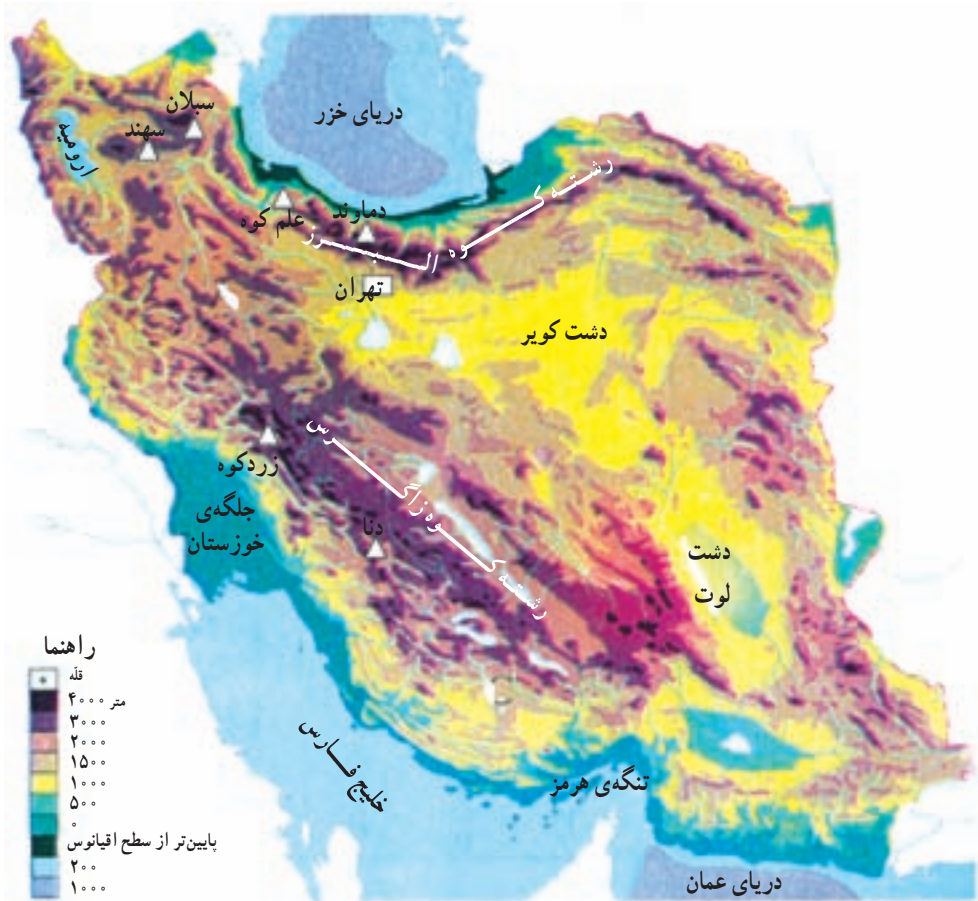 دریای خزر
سبلان
سهند
ارومیه
علم کوه
دماوند
رشته کوه البرز
تهران
دشت کویر
رشته کوه زاگرس
زردکوه
جلگه‌ی
خوزستان
دنا
دشت
لوت
خلیج فارس
تنگه‌ی هرمز
دریای عمان
راهنما
قلّه
۴۰۰۰ متر
۳۰۰۰
۲۰۰۰
۱۵۰۰
۱۰۰۰
۵۰۰
۰
پایین‌تر از سطح اقیانوس
۲۰۰
۱۰۰۰